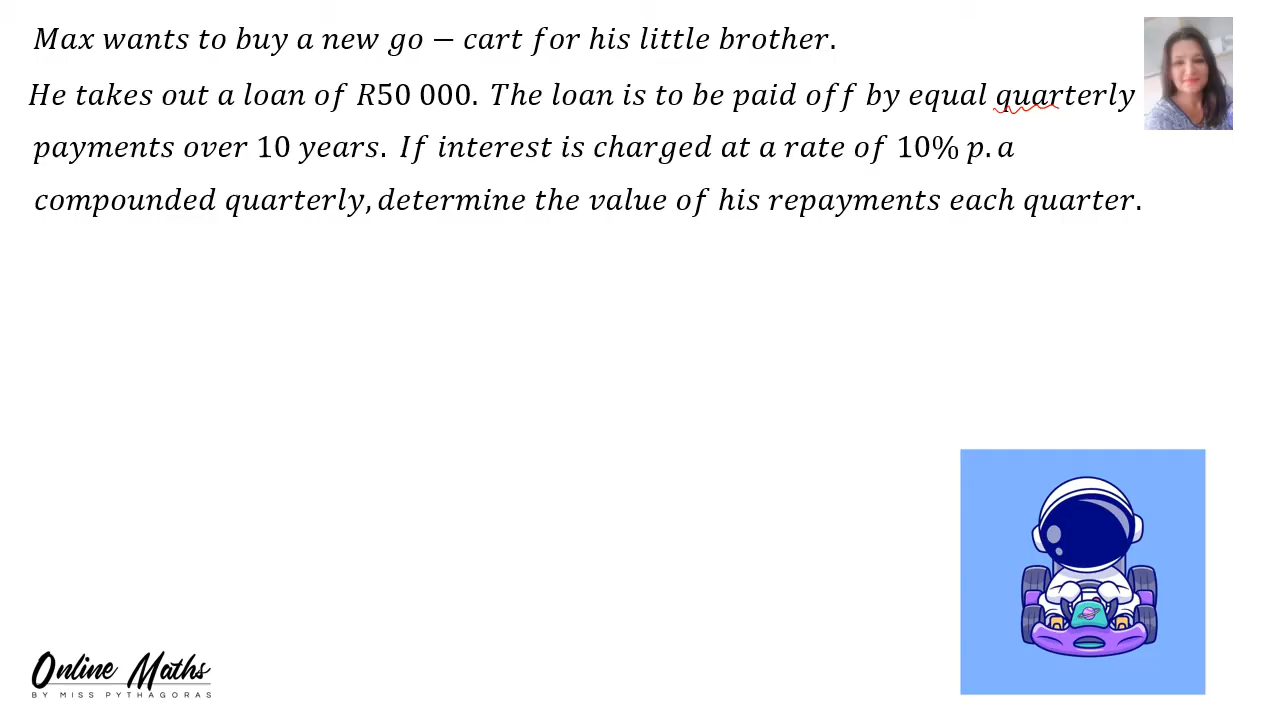 Max wants to buy a new go − cart for his little brother.
He takes out a loan of R50 000. The loan is to be paid off by equal quarterly
payments over 10 years. If interest is charged at a rate of 10% p.a
compounded quarterly, determine the value of his repayments each quarter.
Online Maths
BY MISS PYTHAGORAS